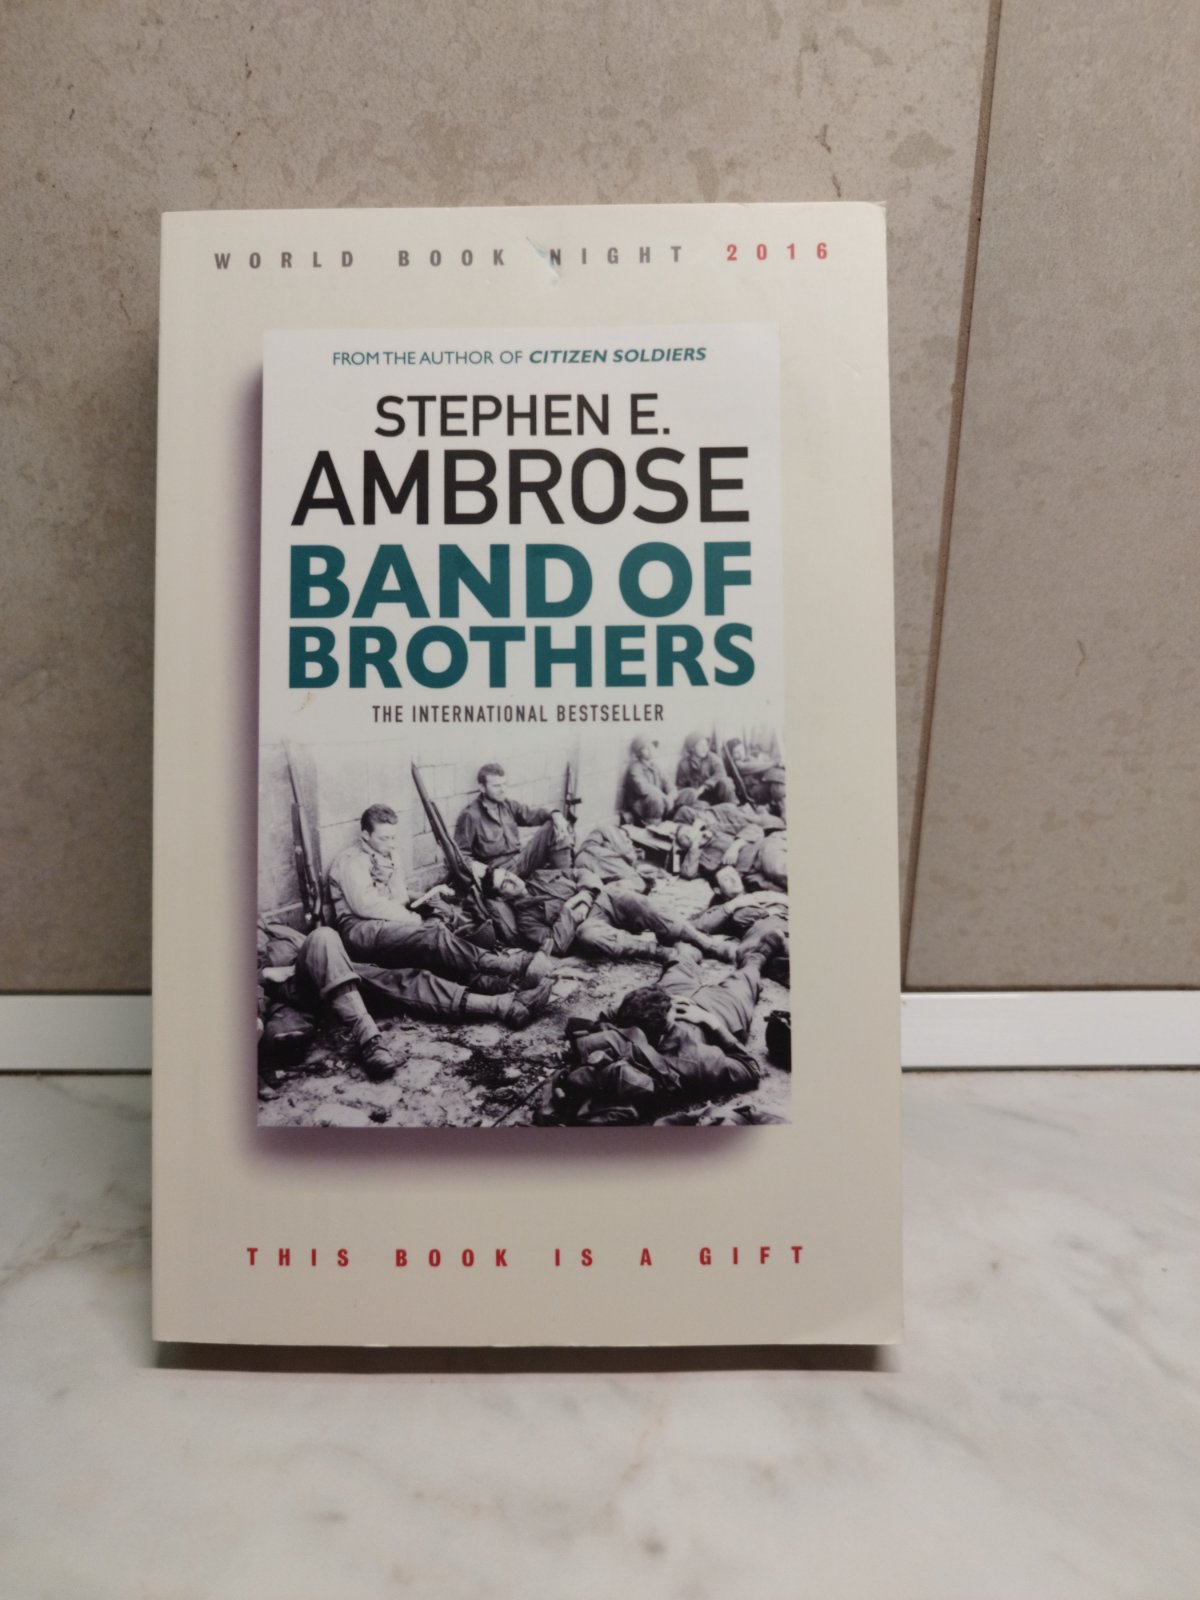 WORLD BOOK NIGHT 2016
FROM THE AUTHOR OF CITIZEN SOLDIERS
STEPHEN E.
AMBROSE
BAND OF
BROTHERS
THE INTERNATIONAL BESTSELLER
THIS BOOK IS A GIFT